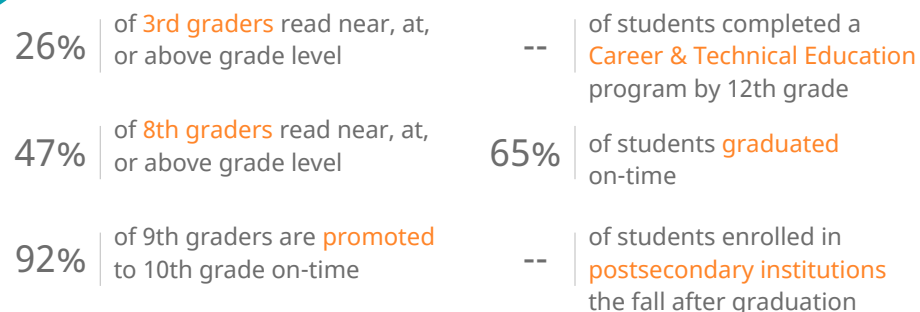 26%
of 3rd graders read near, at,
or above grade level
47%
of 8th graders read near, at,
or above grade level
92%
of 9th graders are promoted
to 10th grade on-time
--
of students completed a
Career & Technical Education
program by 12th grade
65%
of students graduated
on-time
--
of students enrolled in
postsecondary institutions
the fall after graduation